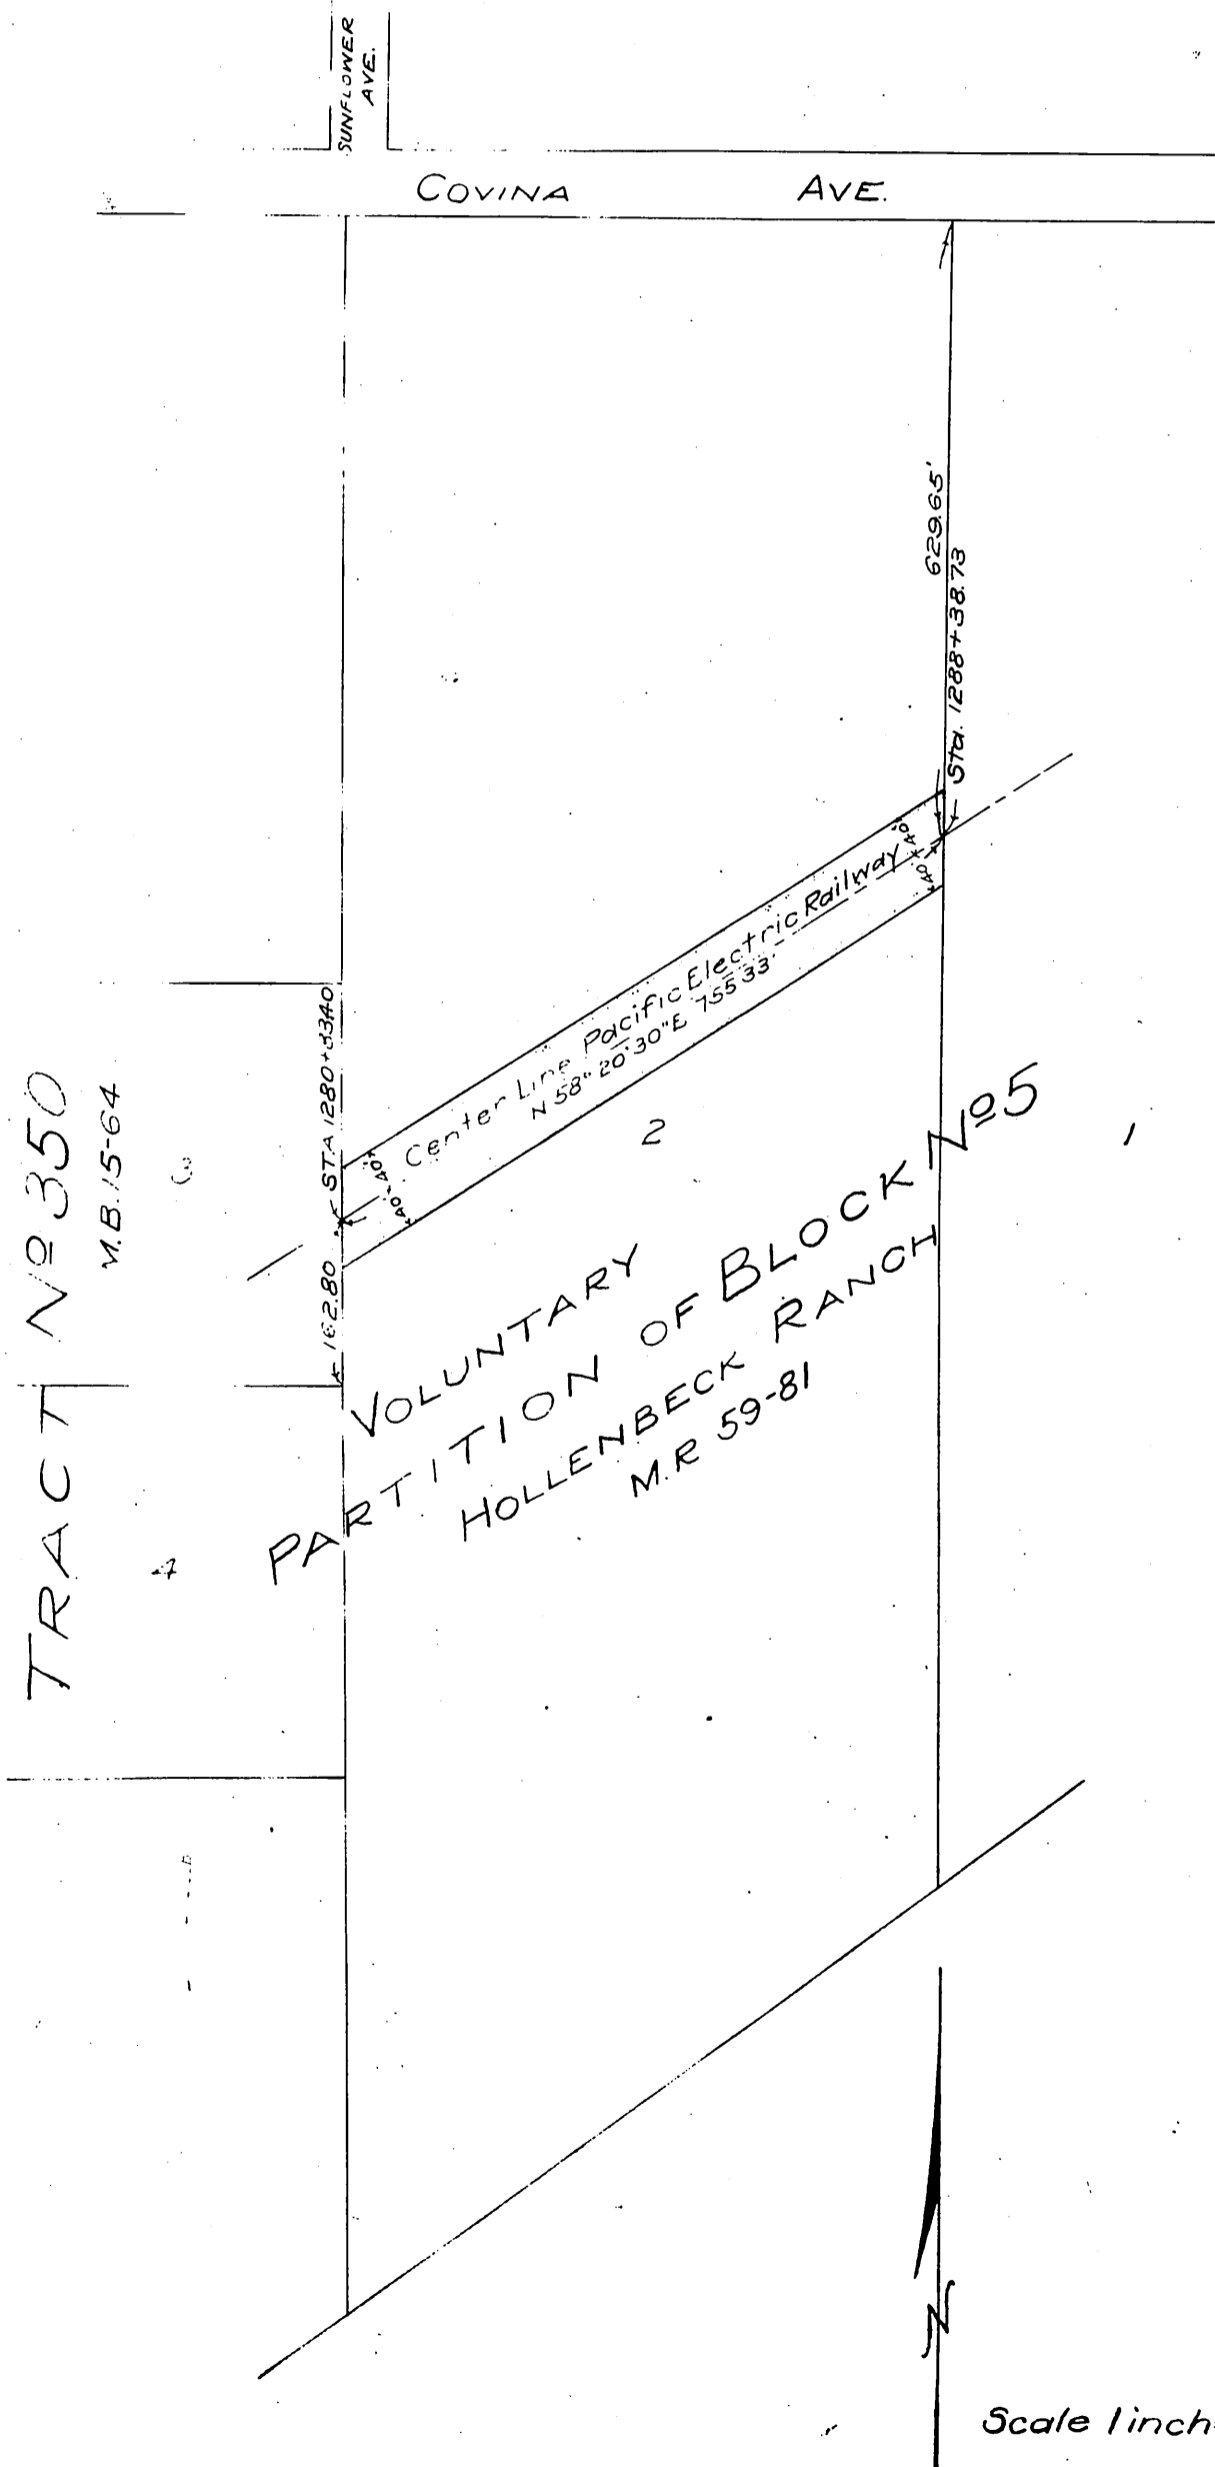 SUNFLOWER
AVE.
COVINA AVE.
629.65'
Sta. 1288+38.73
40' 40'
Center Line Pacific Electric Railway
N 58° 20' 30" E 755.33'
STA 1280+83.40
40' 40'
162.80
TRACT Nº 350
M.B. 15-64
3
2
1
4
VOLUNTARY
PARTITION OF BLOCK Nº 5
HOLLENBECK RANCH
M.R 59-81
N
Scale 1 inch